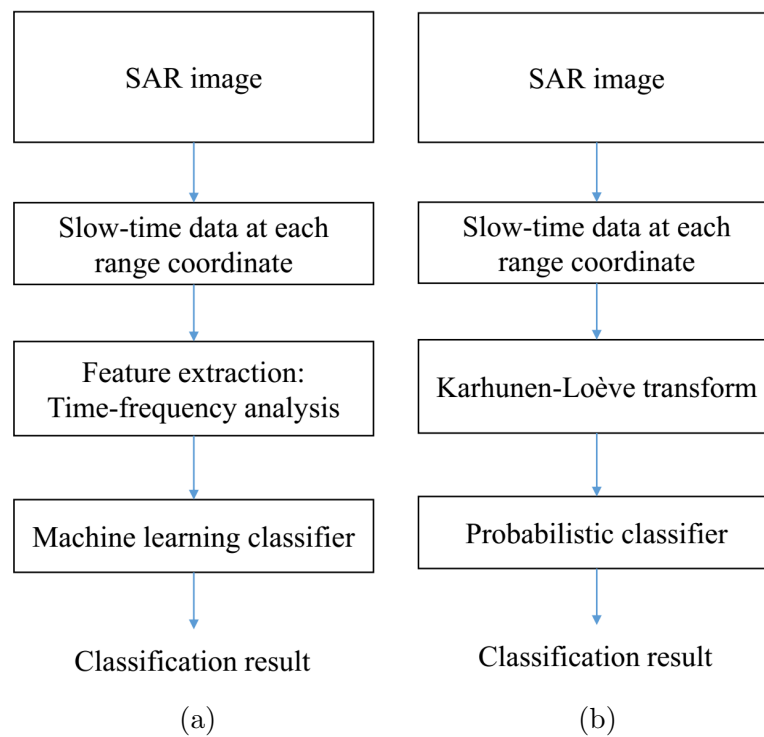 SAR image
Slow-time data at each
range coordinate
Feature extraction:
Time-frequency analysis
Machine learning classifier
Classification result
(a)
SAR image
Slow-time data at each
range coordinate
Karhunen-Loève transform
Probabilistic classifier
Classification result
(b)